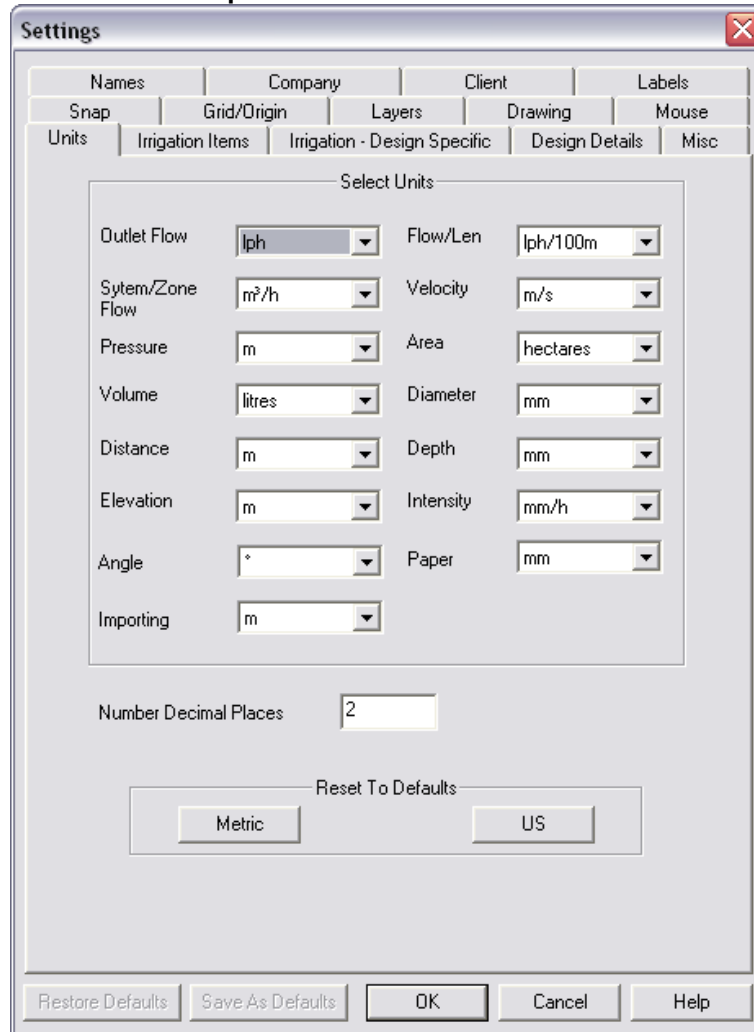 Settings
Names Company Client Labels
Snap Grid/Origin Layers Drawing Mouse
Units Irrigation Items Irrigation - Design Specific Design Details Misc
Select Units
Outlet Flow lph Flow/Len lph/100m
Sytem/Zone
Flow m³/h Velocity m/s
Pressure m Area hectares
Volume litres Diameter mm
Distance m Depth mm
Elevation m Intensity mm/h
Angle ° Paper mm
Importing m
Number Decimal Places 2
Reset To Defaults
Metric US
Restore Defaults Save As Defaults OK Cancel Help